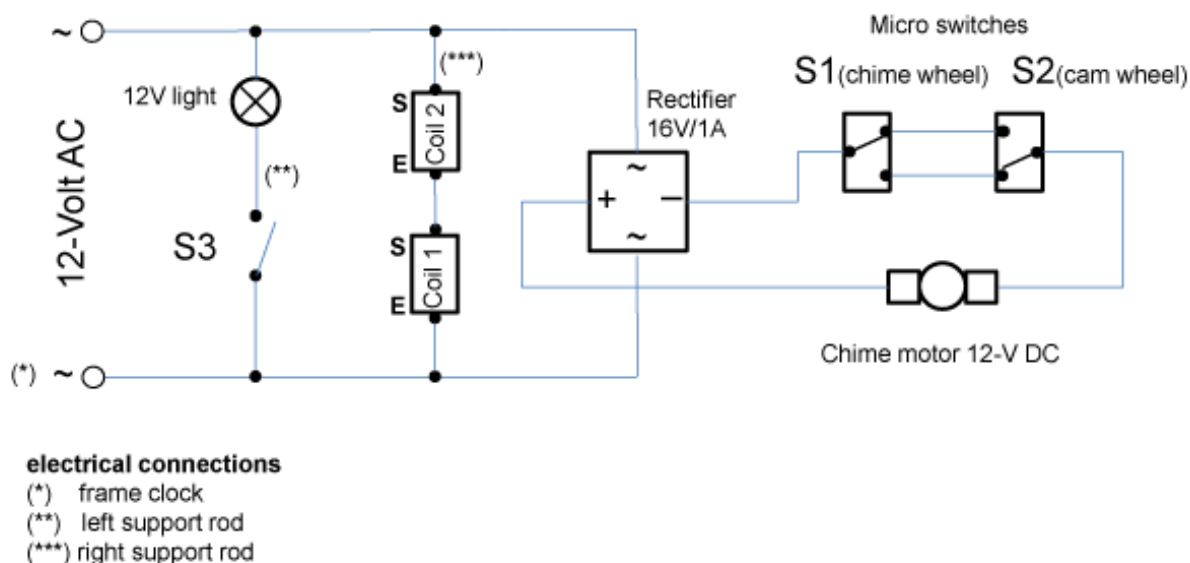 ~
12-Volt AC
12V light
(**)
S3
(***)
S
Coil 2
E
S
Coil 1
E
Rectifier
16V/1A
~
+ −
~
Micro switches
S1(chime wheel) S2(cam wheel)
Chime motor 12-V DC
(*) ~
electrical connections
(*) frame clock
(**) left support rod
(***) right support rod